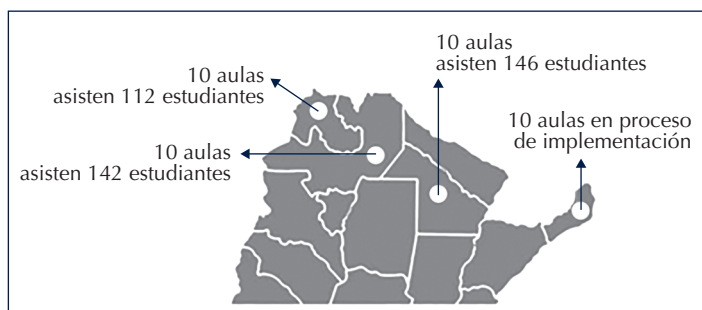 10 aulas
asisten 112 estudiantes
10 aulas
asisten 142 estudiantes
10 aulas
asisten 146 estudiantes
10 aulas en proceso
de implementación